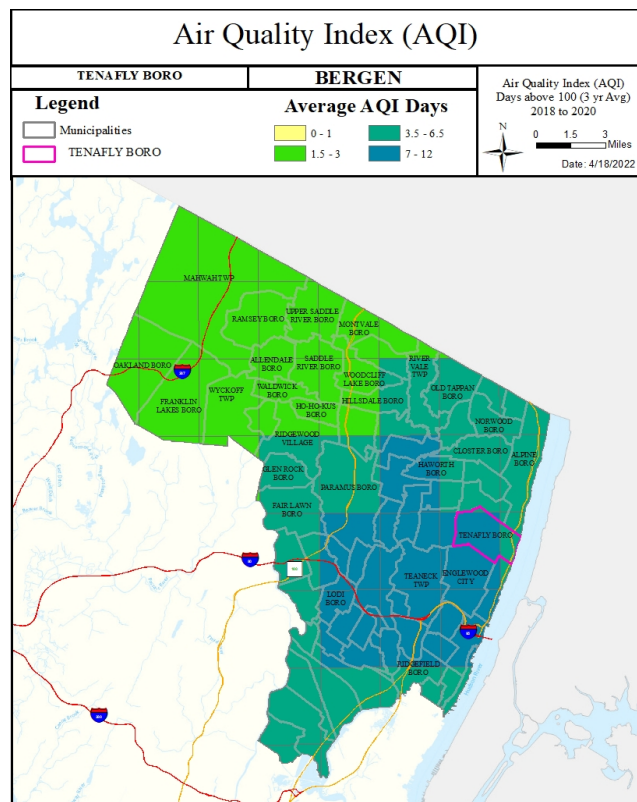 Air Quality Index (AQI)
TENAFLY BORO
BERGEN
Legend
Municipalities
TENAFLY BORO
Average AQI Days
0 - 1
1.5 - 3
3.5 - 6.5
7 - 12
Air Quality Index (AQI)
Days above 100 (3 yr Avg)
2018 to 2020
N
0 1.5 3
Miles
Date: 4/18/2022
MAHWAH TWP
RAMSEY BORO
UPPER SADDLE
RIVER BORO
MONTVALE
BORO
OAKLAND BORO
ALLENDALE
BORO
SADDLE
RIVER BORO
WOODCLIFF
LAKE BORO
RIVER
VALE
TWP
OLD TAPPAN
BORO
FRANKLIN
LAKES BORO
WYCKOFF
TWP
WALDWICK
BORO
HO-HO-KUS
BORO
HILLSDALE BORO
NORWOOD
BORO
RIDGEWOOD
VILLAGE
CLOSTER BORO
ALPINE
BORO
GLEN ROCK
BORO
PARAMUS BORO
HAWORTH
BORO
FAIR LAWN
BORO
TENAFLY BORO
LODI
BORO
TEANECK
TWP
ENGLEWOOD
CITY
RIDGEFIELD
BORO